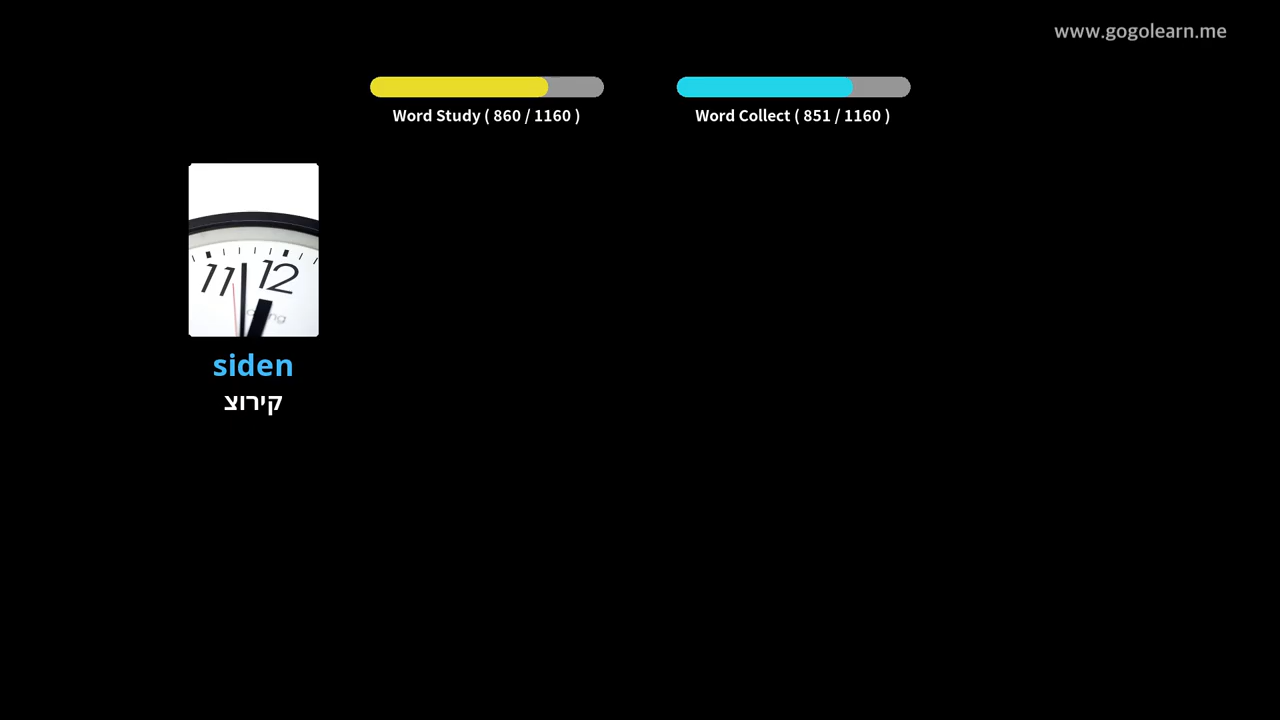 www.gogolearn.me
Word Study ( 860 / 1160 )
Word Collect ( 851 / 1160 )
11 12
siden
קירוצ